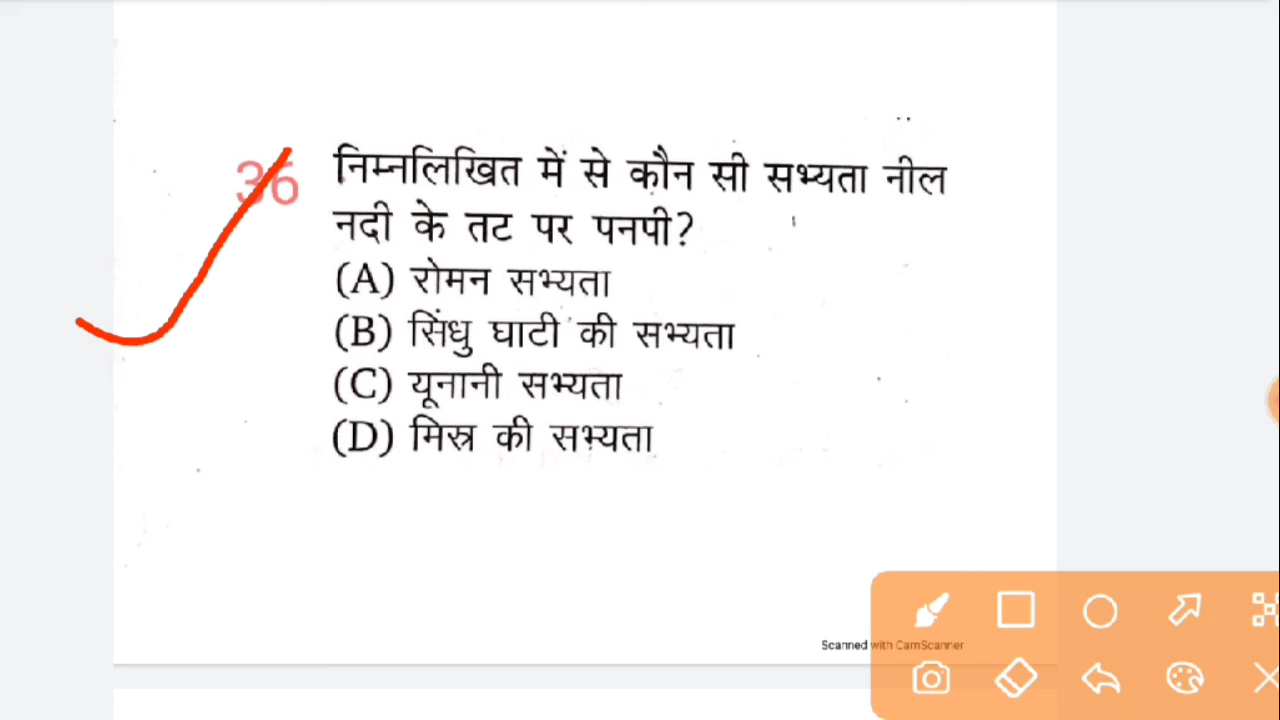 36 निम्नलिखित में से कौन सी सभ्यता नील
नदी के तट पर पनपी?
(A) रोमन सभ्यता
(B) सिंधु घाटी की सभ्यता
(C) यूनानी सभ्यता
(D) मिस्र की सभ्यता
Scanned with CamScanner